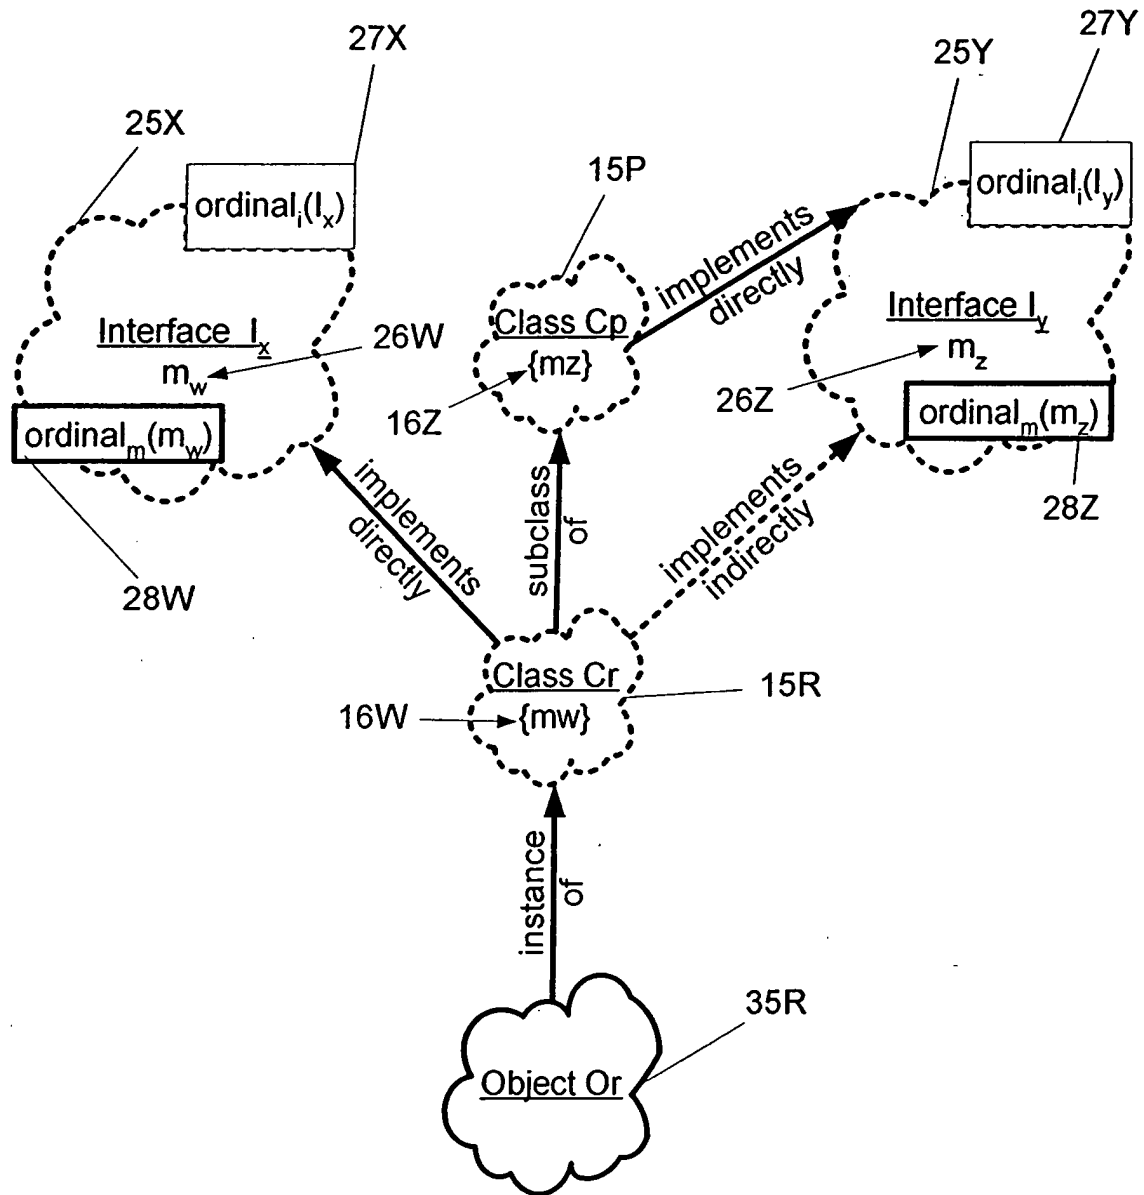 27X
27Y
25Y
25X
15P
ordinal_i(I_x)
ordinal_i(I_y)
implements
directly
Class Cp
{mz}
Interface I_x
26W
m_w
Interface I_y
m_z
16Z
26Z
ordinal_m(m_w)
ordinal_m(m_z)
28W
28Z
implements
directly
subclass
of
implements
indirectly
Class Cr
{mw}
15R
16W
instance
of
35R
Object Or